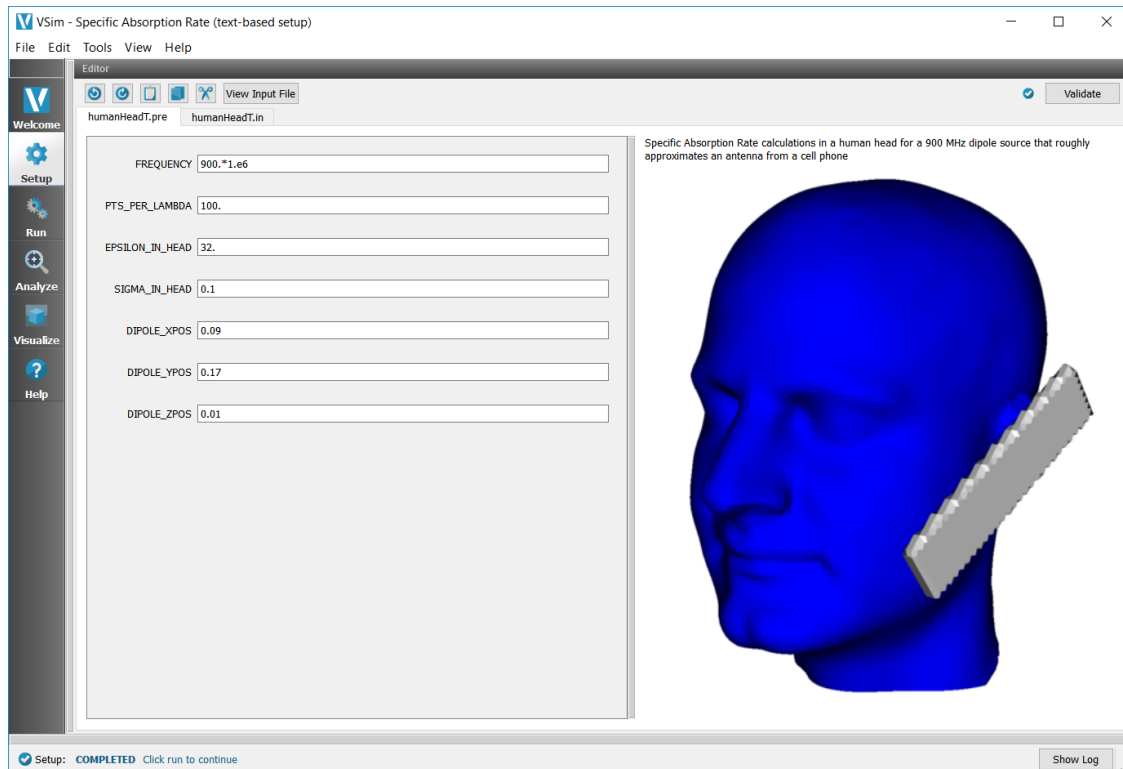 VSim - Specific Absorption Rate (text-based setup)
File Edit Tools View Help
Editor
View Input File
Validate
humanHeadT.pre humanHeadT.in
Welcome
Setup
Run
Analyze
Visualize
Help
FREQUENCY 900.*1.e6
PTS_PER_LAMBDA 100.
EPSILON_IN_HEAD 32.
SIGMA_IN_HEAD 0.1
DIPOLE_XPOS 0.09
DIPOLE_YPOS 0.17
DIPOLE_ZPOS 0.01
Specific Absorption Rate calculations in a human head for a 900 MHz dipole source that roughly
approximates an antenna from a cell phone
Setup: COMPLETED Click run to continue
Show Log